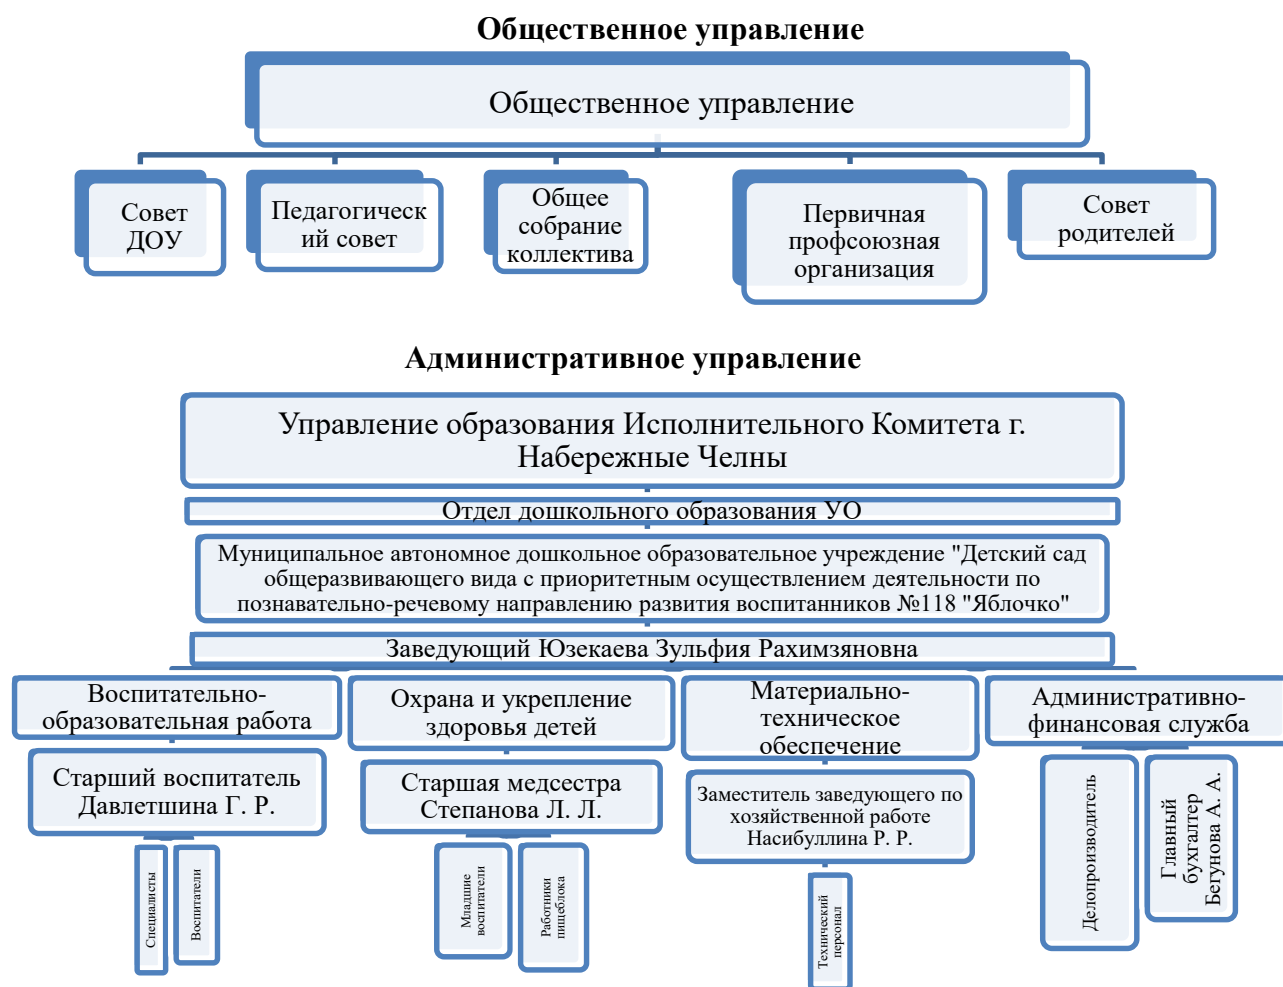 Общественное управление
Общественное управление
Совет
ДОУ
Педагогическ
ий совет
Общее
собрание
коллектива
Первичная
профсоюзная
организация
Совет
родителей
Административное управление
Управление образования Исполнительного Комитета г.
Набережные Челны
Отдел дошкольного образования УО
Муниципальное автономное дошкольное образовательное учреждение "Детский сад
общеразвивающего вида с приоритетным осуществлением деятельности по
познавательно-речевому направлению развития воспитанников №118 "Яблочко"
Заведующий Юзекаева Зульфия Рахимзяновна
Воспитательно-
образовательная работа
Старший воспитатель
Давлетшина Г. Р.
Специалисты
Воспитатели
Охрана и укрепление
здоровья детей
Старшая медсестра
Степанова Л. Л.
Младшие
воспитатели
Работники
пищеблока
Материально-
техническое
обеспечение
Заместитель заведующего по
хозяйственной работе
Насибуллина Р. Р.
Технический
персонал
Административно-
финансовая служба
Делопроизводитель
Главный
бухгалтер
Бегунова А. А.